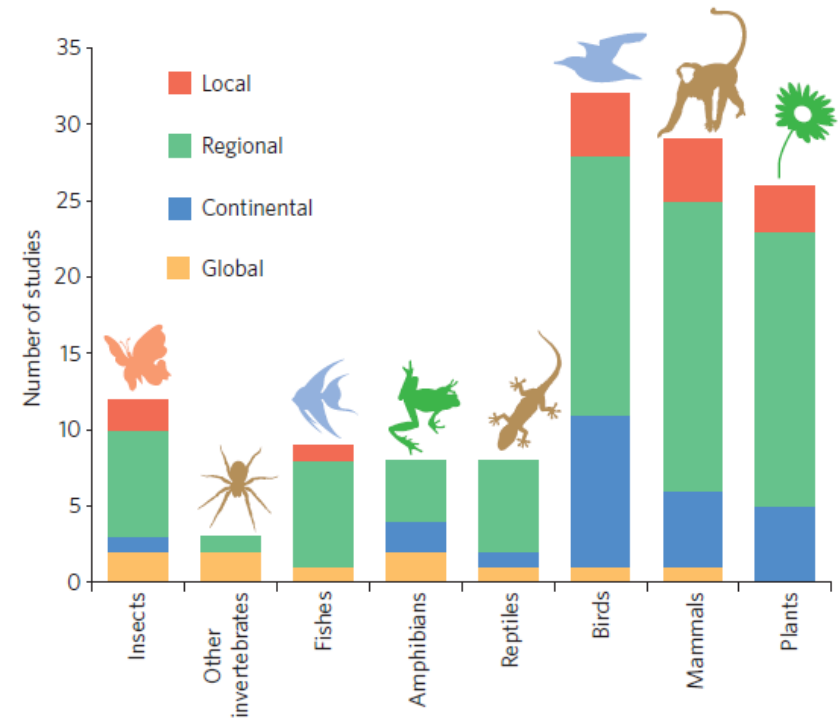 35
30
25
20
15
10
5
0
Number of studies
Local
Regional
Continental
Global
Insects
Other
invertebrates
Fishes
Amphibians
Reptiles
Birds
Mammals
Plants